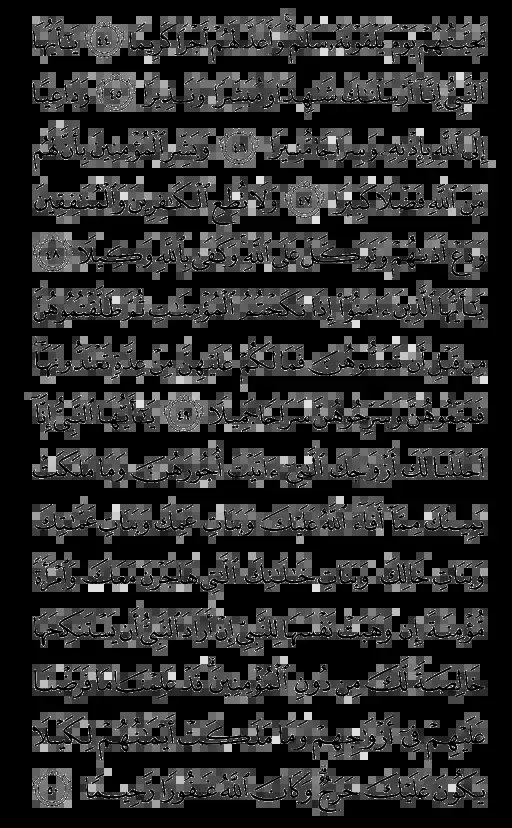 تَحِيَّتُهُمْ يَوْمَ يَلْقَوْنَهُۥ سَلَٰمٌ وَأَعَدَّ لَهُمْ أَجْرًا كَرِيمًا ٤٤ يَٰٓأَيُّهَا
ٱلنَّبِىُّ إِنَّآ أَرْسَلْنَٰكَ شَٰهِدًا وَمُبَشِّرًا وَنَذِيرًا ٤٥ وَدَاعِيًا
إِلَى ٱللَّهِ بِإِذْنِهِۦ وَسِرَاجًا مُّنِيرًا ٤٦ وَبَشِّرِ ٱلْمُؤْمِنِينَ بِأَنَّ لَهُم
مِّنَ ٱللَّهِ فَضْلًا كَبِيرًا ٤٧ وَلَا تُطِعِ ٱلْكَٰفِرِينَ وَٱلْمُنَٰفِقِينَ
وَدَعْ أَذَىٰهُمْ وَتَوَكَّلْ عَلَى ٱللَّهِ وَكَفَىٰ بِٱللَّهِ وَكِيلًا ٤٨
يَٰٓأَيُّهَا ٱلَّذِينَ ءَامَنُوٓا۟ إِذَا نَكَحْتُمُ ٱلْمُؤْمِنَٰتِ ثُمَّ طَلَّقْتُمُوهُنَّ
مِن قَبْلِ أَن تَمَسُّوهُنَّ فَمَا لَكُمْ عَلَيْهِنَّ مِنْ عِدَّةٍ تَعْتَدُّونَهَا
فَمَتِّعُوهُنَّ وَسَرِّحُوهُنَّ سَرَاحًا جَمِيلًا ٤٩ يَٰٓأَيُّهَا ٱلنَّبِىُّ إِنَّآ
أَحْلَلْنَا لَكَ أَزْوَٰجَكَ ٱلَّٰتِىٓ ءَاتَيْتَ أُجُورَهُنَّ وَمَا مَلَكَتْ
يَمِينُكَ مِمَّآ أَفَآءَ ٱللَّهُ عَلَيْكَ وَبَنَاتِ عَمِّكَ وَبَنَاتِ عَمَّٰتِكَ
وَبَنَاتِ خَالِكَ وَبَنَاتِ خَٰلَٰتِكَ ٱلَّٰتِى هَاجَرْنَ مَعَكَ وَٱمْرَأَةً
مُّؤْمِنَةً إِن وَهَبَتْ نَفْسَهَا لِلنَّبِىِّ إِنْ أَرَادَ ٱلنَّبِىُّ أَن يَسْتَنكِحَهَا
خَالِصَةً لَّكَ مِن دُونِ ٱلْمُؤْمِنِينَ قَدْ عَلِمْنَا مَا فَرَضْنَا
عَلَيْهِمْ فِىٓ أَزْوَٰجِهِمْ وَمَا مَلَكَتْ أَيْمَٰنُهُمْ لِكَيْلَا
يَكُونَ عَلَيْكَ حَرَجٌ وَكَانَ ٱللَّهُ غَفُورًا رَّحِيمًا ٥٠